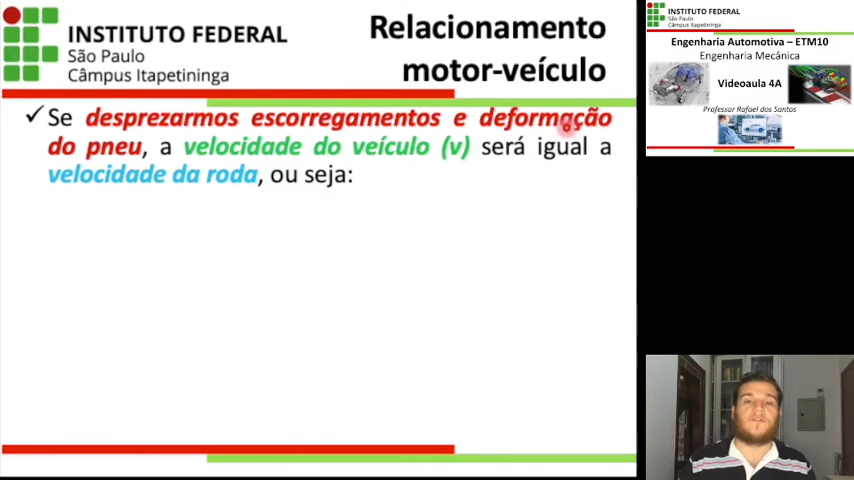 INSTITUTO FEDERAL
São Paulo
Câmpus Itapetininga
Relacionamento
motor-veículo
✓ Se desprezarmos escorregamentos e deformação
do pneu, a velocidade do veículo (v) será igual a
velocidade da roda, ou seja:
INSTITUTO FEDERAL
São Paulo
Câmpus Itapetininga
Engenharia Automotiva – ETM10
Engenharia Mecânica
Videoaula 4A
Professor Rafael dos Santos